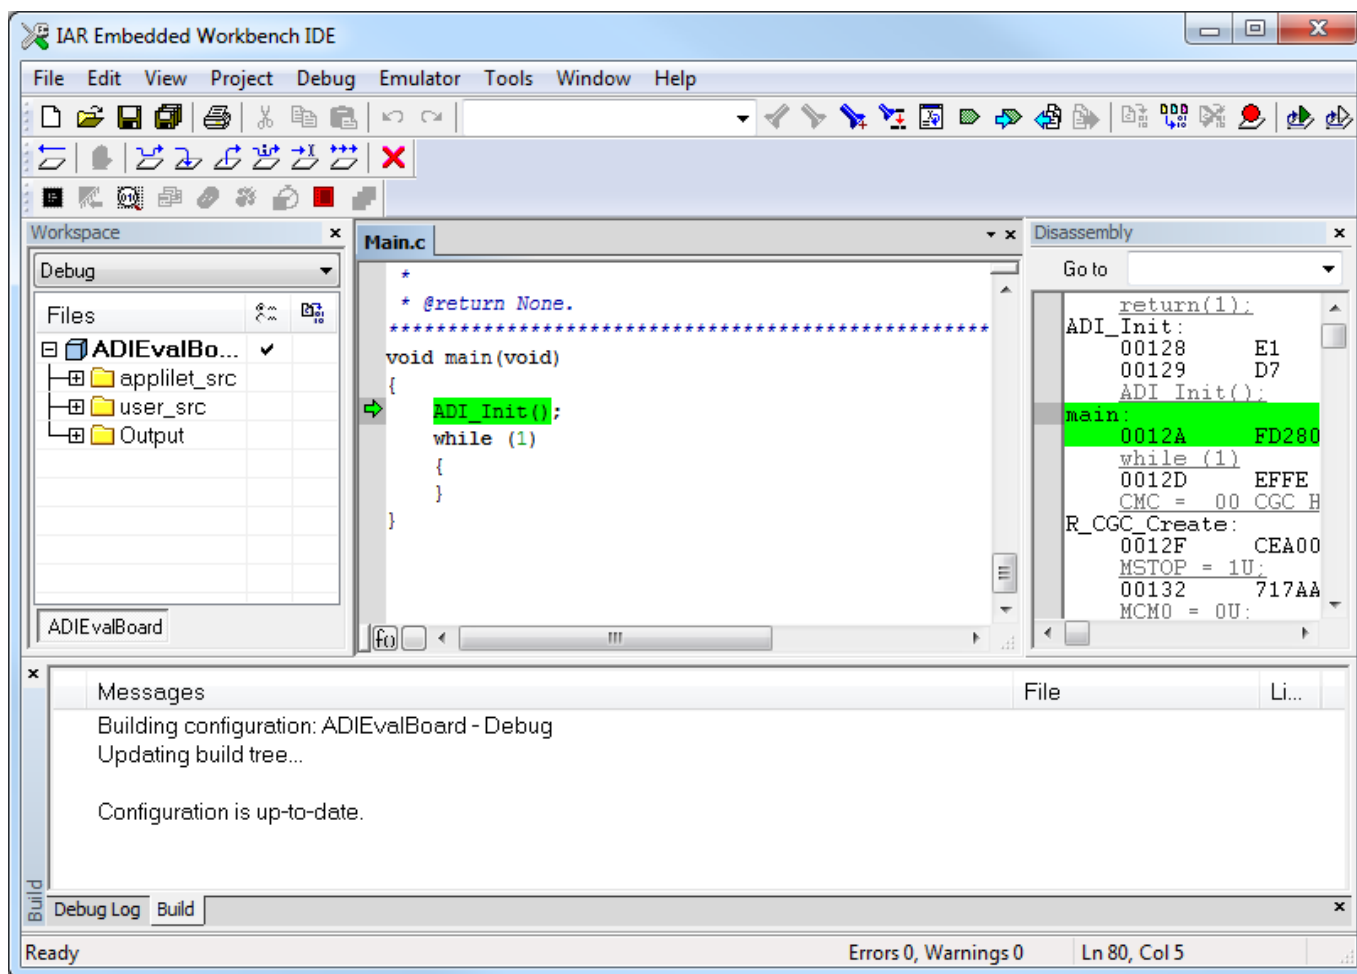 IAR Embedded Workbench IDE
File Edit View Project Debug Emulator Tools Window Help
Workspace
Debug
Files
ADIEvalBo...
applilet_src
user_src
Output
ADIEvalBoard
Main.c
*
* @return None.
****************************************************
void main(void)
{
ADI_Init();
while (1)
{
}
}
Disassembly
Go to
return(1);
ADI_Init:
00128 E1
00129 D7
ADI_Init();
main:
0012A FD280
while (1)
0012D EFFE
CMC = _00_CGC_H
R_CGC_Create:
0012F CEA00
MSTOP = 1U;
00132 717AA
MCM0 = 0U;
Messages File Li...
Building configuration: ADIEvalBoard - Debug
Updating build tree...
Configuration is up-to-date.
Build
Debug Log Build
Ready Errors 0, Warnings 0 Ln 80, Col 5